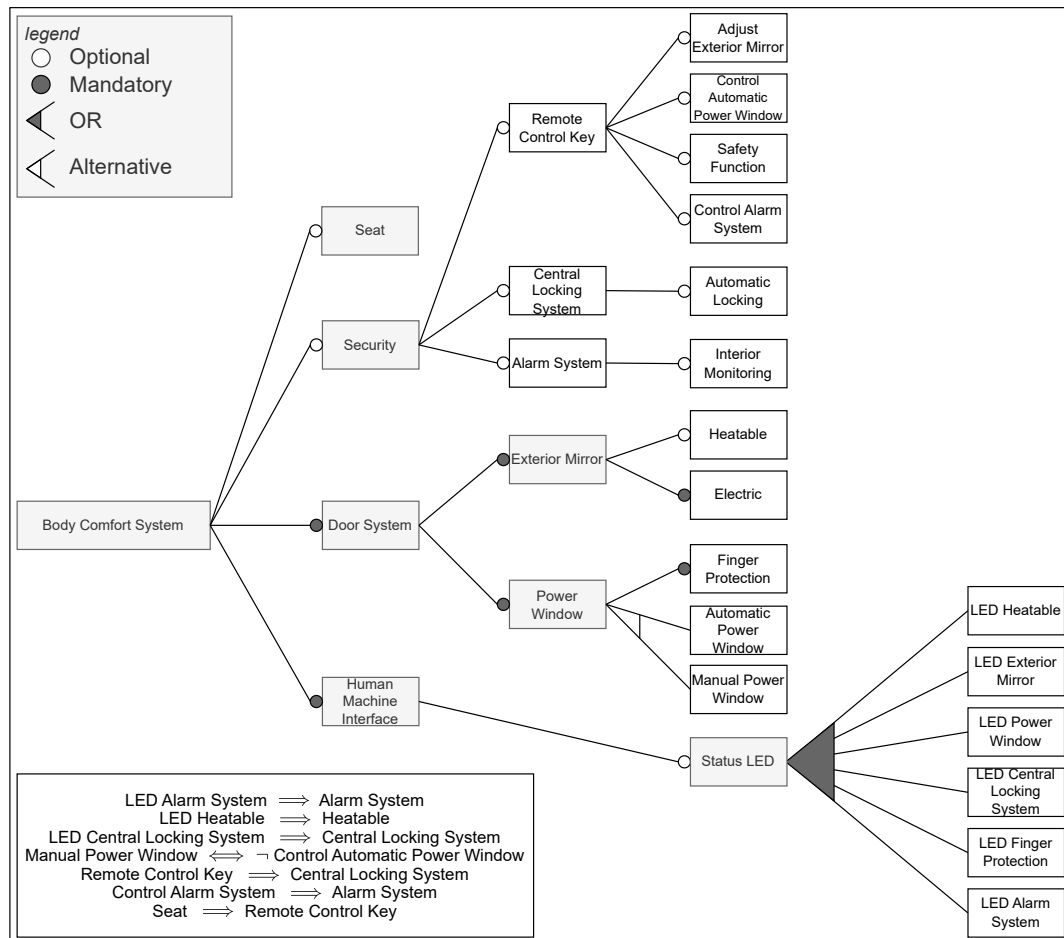 legend
Optional
Mandatory
OR
Alternative
Adjust
Exterior Mirror
Control
Automatic
Power Window
Remote
Control Key
Safety
Function
Control Alarm
System
Seat
Central
Locking
System
Automatic
Locking
Security
Alarm System
Interior
Monitoring
Heatable
Exterior Mirror
Electric
Body Comfort System
Door System
Finger
Protection
Power
Window
Automatic
Power
Window
Manual Power
Window
Human
Machine
Interface
Status LED
LED Heatable
LED Exterior
Mirror
LED Power
Window
LED Central
Locking
System
LED Finger
Protection
LED Alarm
System
LED Alarm System ⟹ Alarm System
LED Heatable ⟹ Heatable
LED Central Locking System ⟹ Central Locking System
Manual Power Window ⟺ ¬ Control Automatic Power Window
Remote Control Key ⟹ Central Locking System
Control Alarm System ⟹ Alarm System
Seat ⟹ Remote Control Key